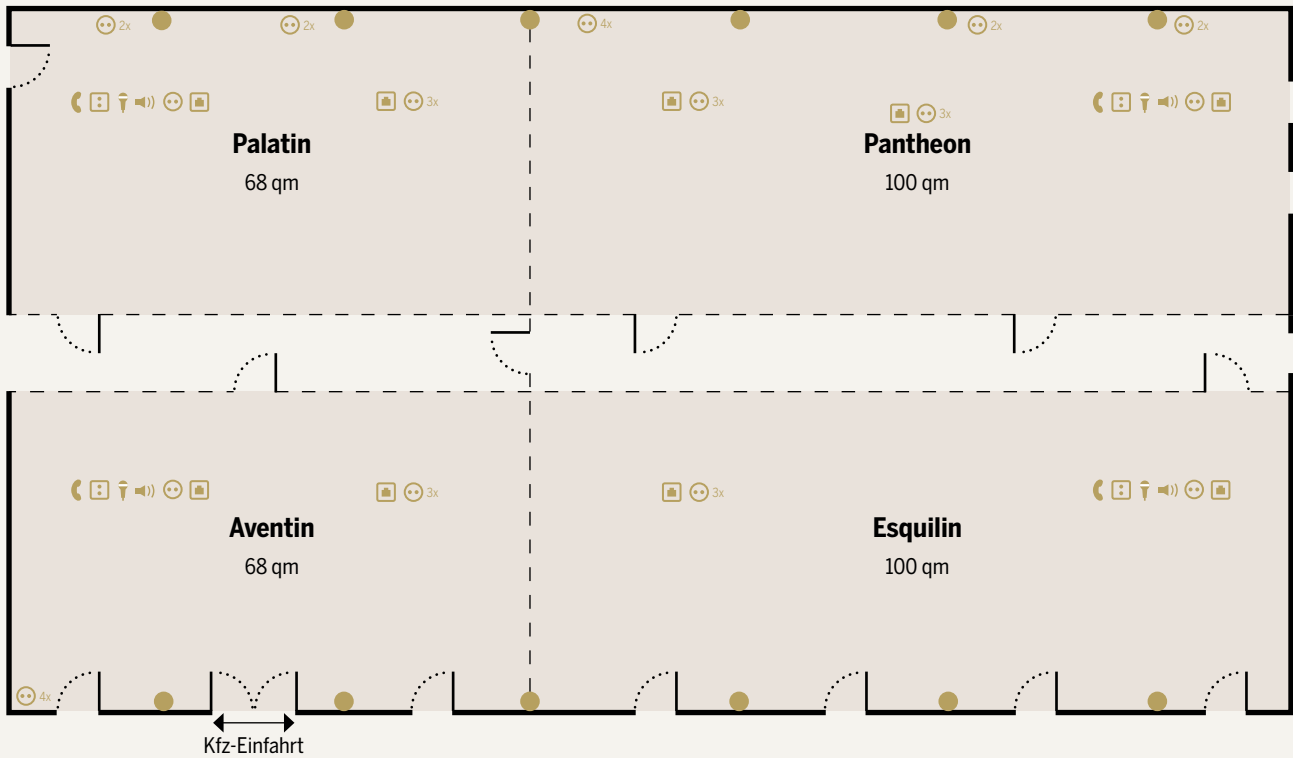 2x 2x 4x 2x 2x
3x 3x 3x
Palatin Pantheon
68 qm 100 qm
3x 3x
Aventin Esquilin
68 qm 100 qm
4x
Kfz-Einfahrt